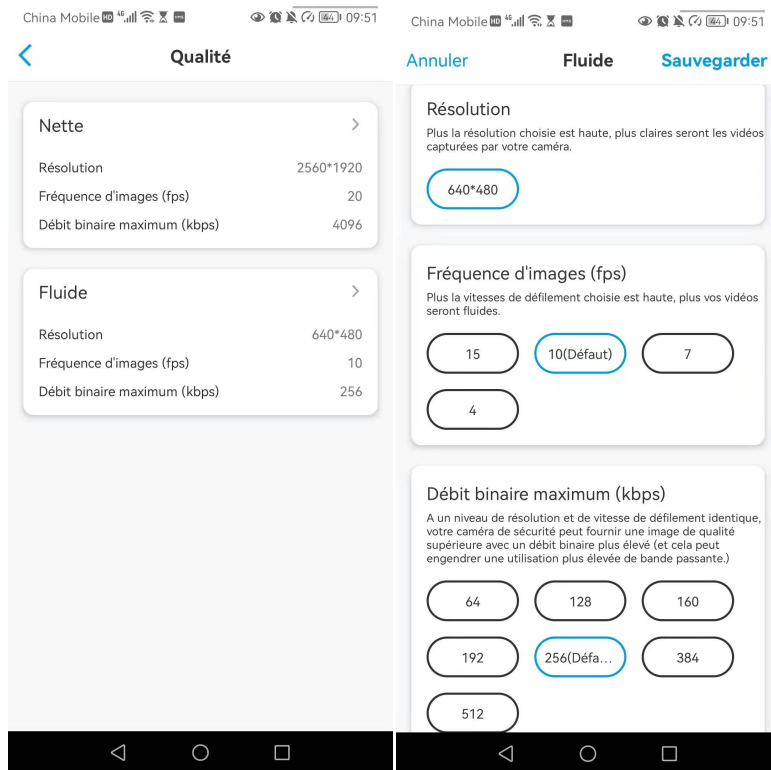 China Mobile HD 4G 44 09:51
Qualité
Nette
Résolution 2560*1920
Fréquence d'images (fps) 20
Débit binaire maximum (kbps) 4096
Fluide
Résolution 640*480
Fréquence d'images (fps) 10
Débit binaire maximum (kbps) 256
China Mobile HD 4G 44 09:51
Annuler Fluide Sauvegarder
Résolution
Plus la résolution choisie est haute, plus claires seront les vidéos
capturées par votre caméra.
640*480
Fréquence d'images (fps)
Plus la vitesses de défilement choisie est haute, plus vos vidéos
seront fluides.
15 10(Défaut) 7
4
Débit binaire maximum (kbps)
A un niveau de résolution et de vitesse de défilement identique,
votre caméra de sécurité peut fournir une image de qualité
supérieure avec un débit binaire plus élevé (et cela peut
engendrer une utilisation plus élevée de bande passante.)
64 128 160
192 256(Défa... 384
512